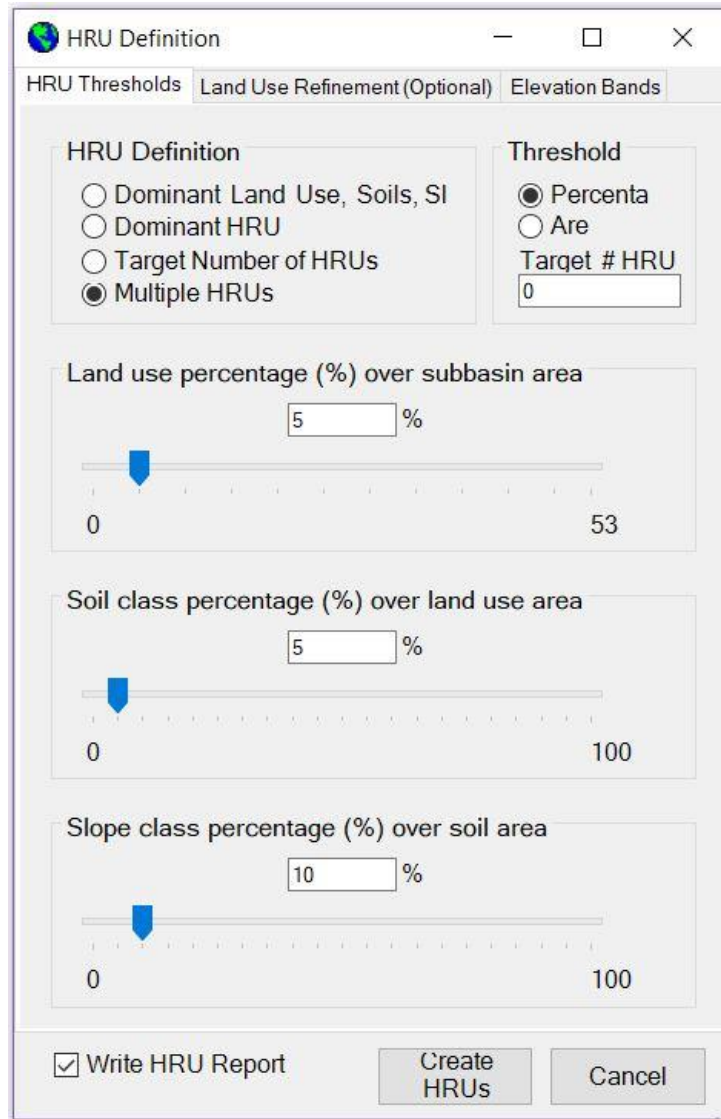 HRU Definition
HRU Thresholds Land Use Refinement (Optional) Elevation Bands
HRU Definition
Dominant Land Use, Soils, Sl
Dominant HRU
Target Number of HRUs
Multiple HRUs
Threshold
Percenta
Are
Target # HRU
0
Land use percentage (%) over subbasin area
5 %
0 53
Soil class percentage (%) over land use area
5 %
0 100
Slope class percentage (%) over soil area
10 %
0 100
Write HRU Report
Create
HRUs
Cancel